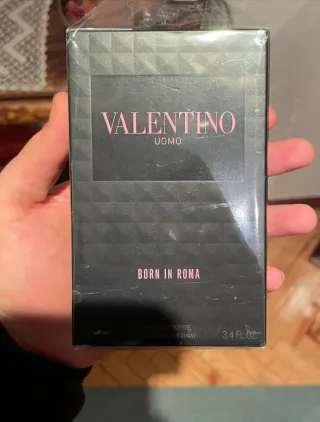 VALENTINO
UOMO
BORN IN ROMA
3.4 FL OZ